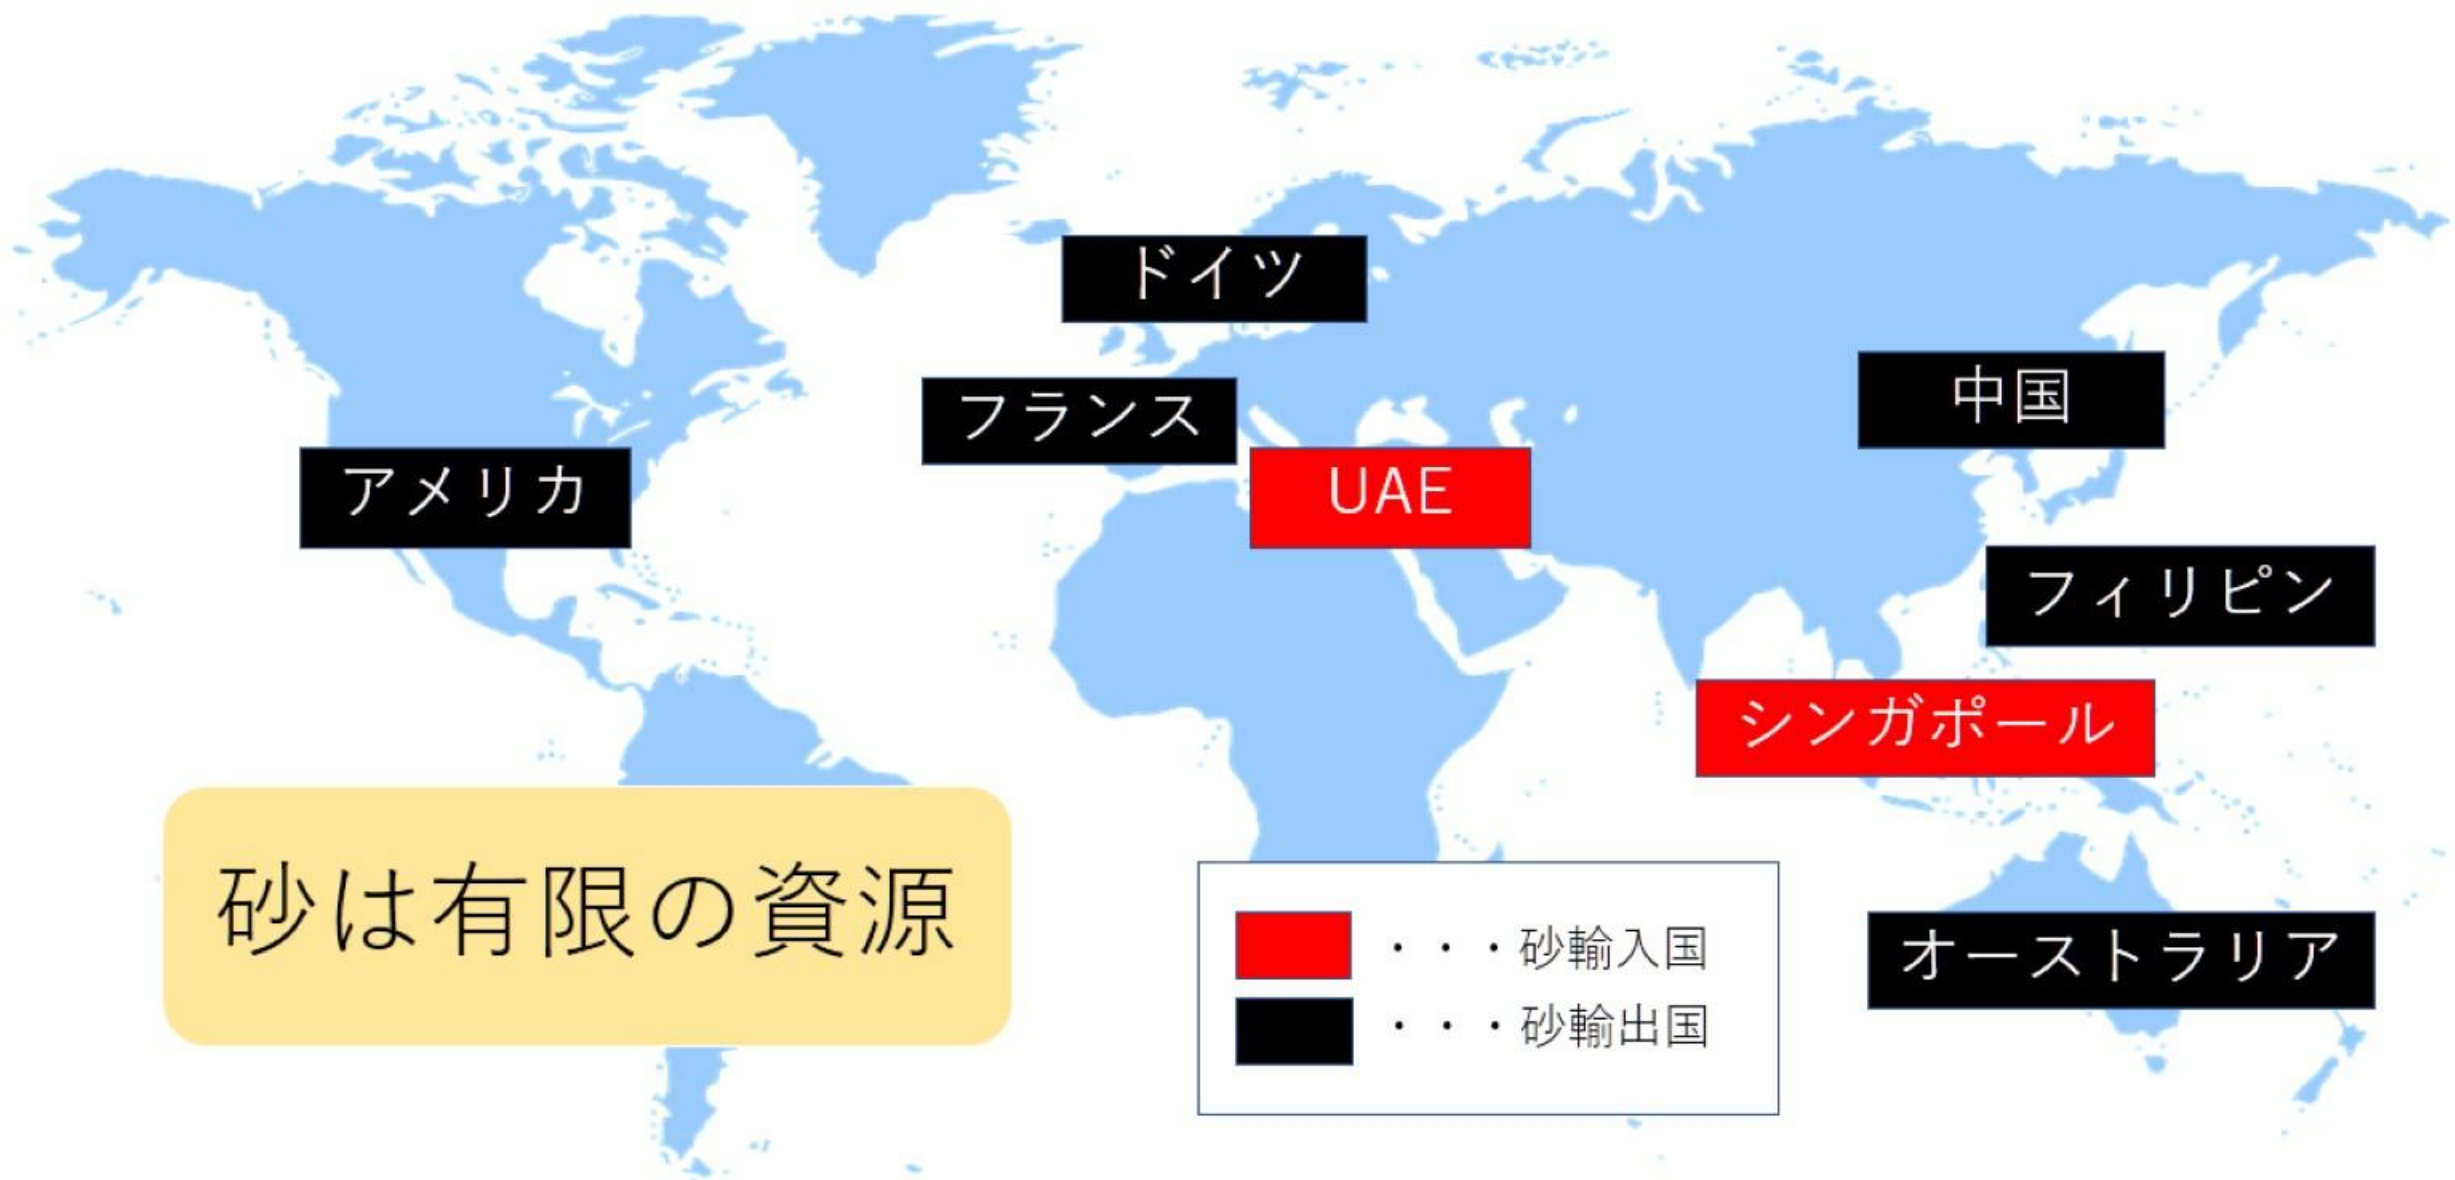 ドイツ
中国
フランス
アメリカ
UAE
フィリピン
シンガポール
砂は有限の資源
・・・砂輸入国
・・・砂輸出国
オーストラリア